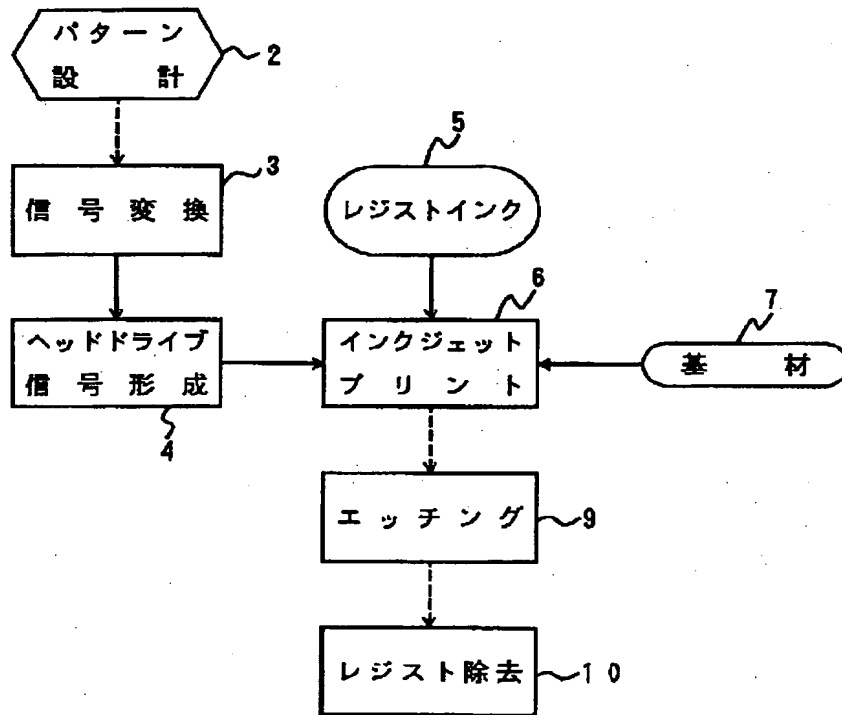 パターン
設計
2
信号変換
3
レジストインク
5
ヘッドドライブ
信号形成
4
インクジェット
プリント
6
基材
7
エッチング
9
レジスト除去
10